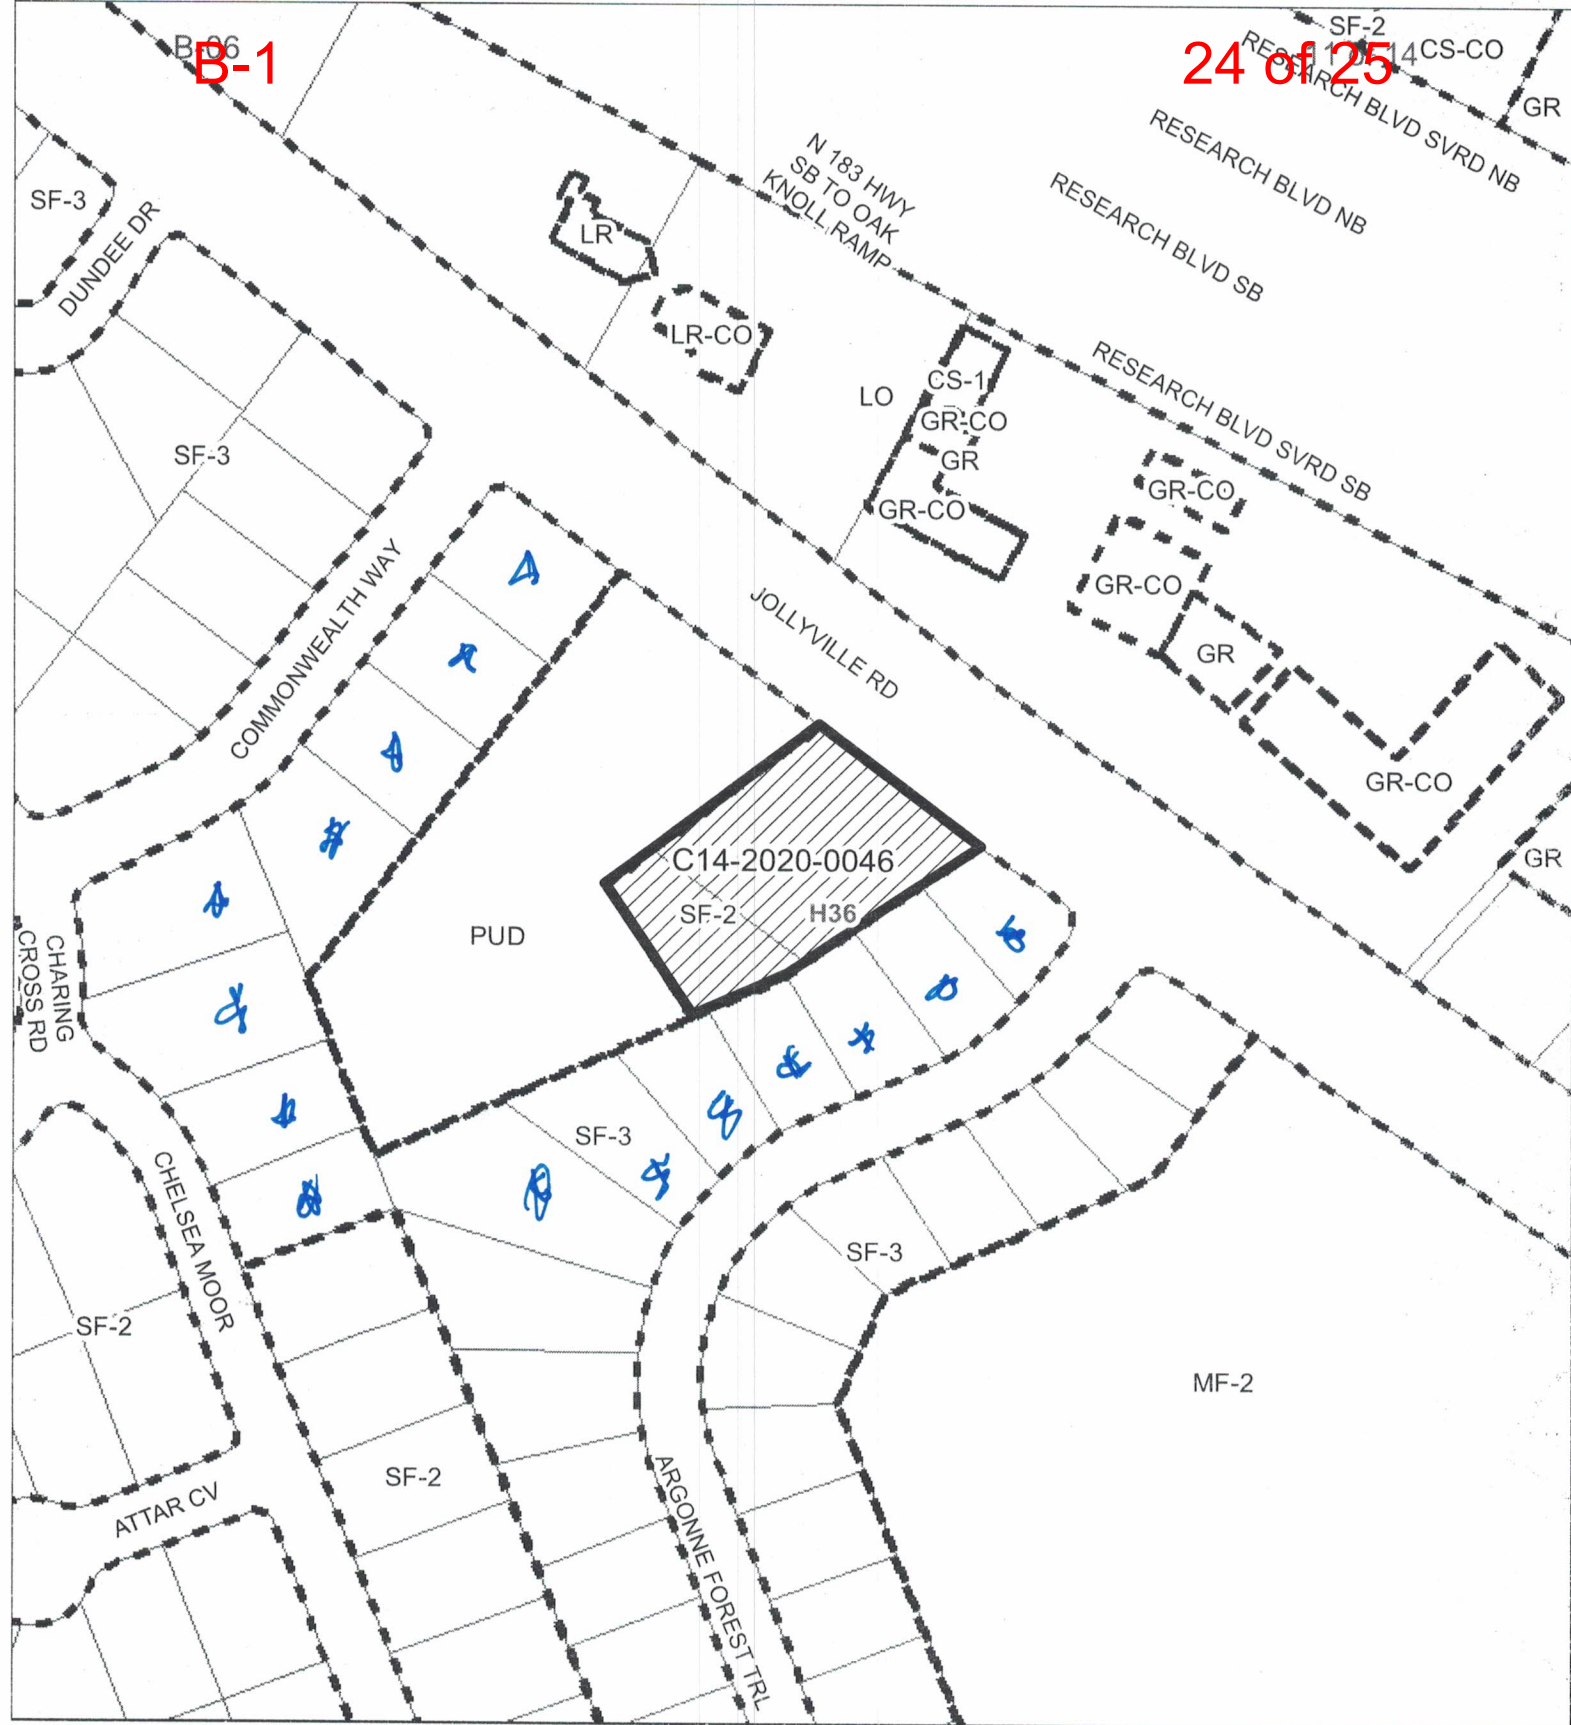 B-06
B-1
24 of 25
11 of 14
SF-2
CS-CO
GR
RESEARCH BLVD SVRD NB
RESEARCH BLVD NB
RESEARCH BLVD SB
N 183 HWY
SB TO OAK
KNOLL RAMP
SF-3
DUNDEE DR
LR
LR-CO
LO
CS-1
GR-CO
GR
GR-CO
RESEARCH BLVD SVRD SB
GR-CO
GR-CO
GR
GR-CO
GR
SF-3
COMMONWEALTH WAY
JOLLYVILLE RD
C14-2020-0046
SF-2
H36
PUD
CHARING
CROSS RD
SF-3
CHELSEA MOOR
SF-3
SF-2
MF-2
SF-2
ATTAR CV
ARGONNE FOREST TRL